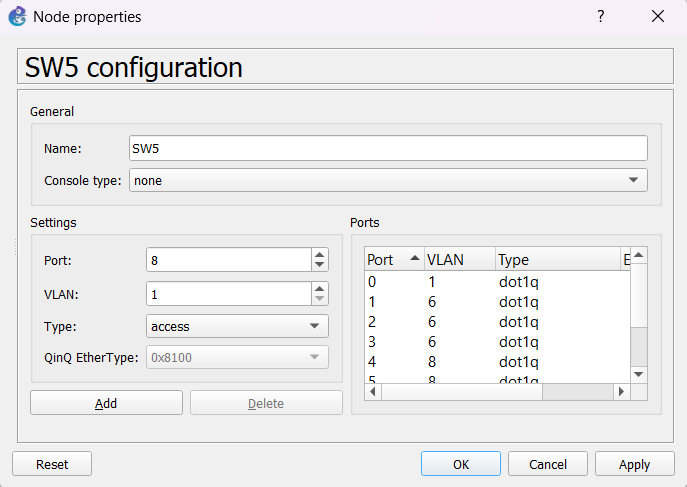 Node properties ?
SW5 configuration
General
Name: SW5
Console type: none
Settings
Port: 8
VLAN: 1
Type: access
QinQ EtherType: 0x8100
Add Delete
Ports
Port VLAN Type E
0 1 dot1q
1 6 dot1q
2 6 dot1q
3 6 dot1q
4 8 dot1q
5 8 dot1q
Reset OK Cancel Apply